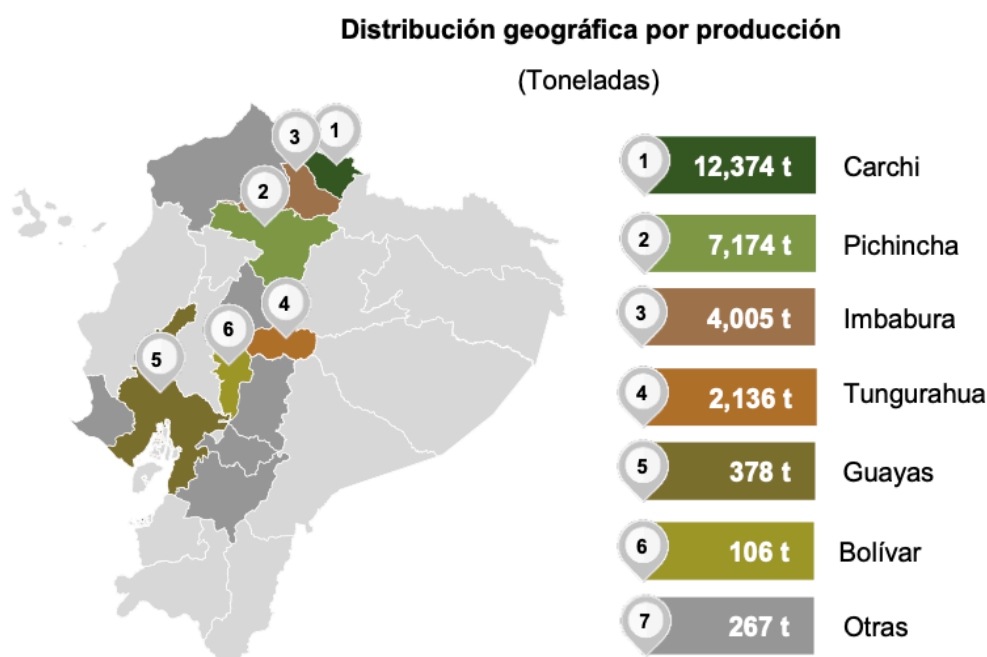 Distribución geográfica por producción
(Toneladas)
3
1
2
4
6
5
1 12,374 t Carchi
2 7,174 t Pichincha
3 4,005 t Imbabura
4 2,136 t Tungurahua
5 378 t Guayas
6 106 t Bolívar
7 267 t Otras